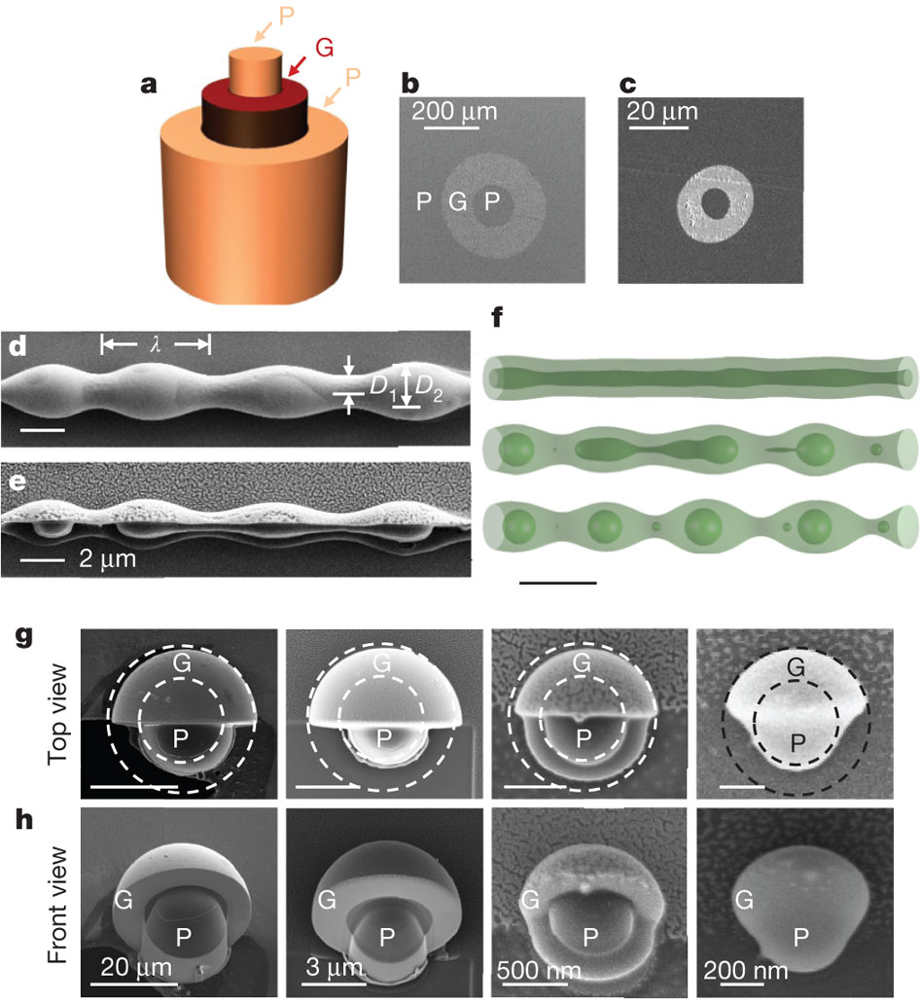 a
P
G
P
b
200 μm
P G P
c
20 μm
d
λ
D1 D2
e
2 μm
f
g
Top view
G
P
G
P
G
P
G
P
h
Front view
G
P
20 μm
G
P
3 μm
G
P
500 nm
G
P
200 nm